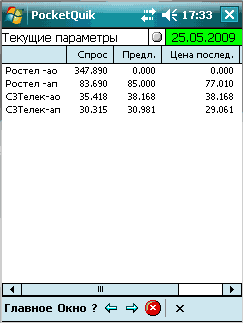 PocketQuik 17:33
Текущие параметры 25.05.2009
Спрос Предл. Цена послед.
Ростел -ао 347.890 0.000 0.000
Ростел -ап 83.690 85.000 77.010
СЗТелек-ао 35.418 38.168 38.168
СЗТелек-ап 30.315 30.981 29.061
Главное Окно ?